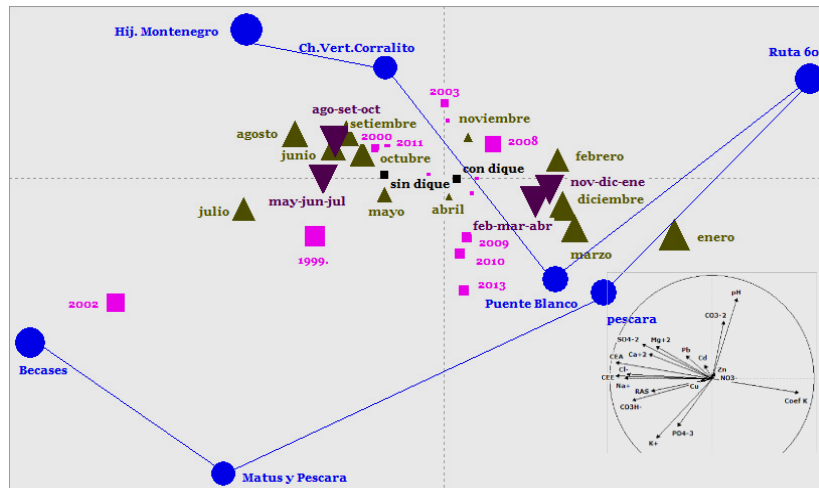 Hij. Montenegro
Ch.Vert.Corralito
Ruta 60
2003
ago-set-oct
setiembre
noviembre
agosto
2000
2011
2008
junio
octubre
febrero
con dique
sin dique
nov-dic-ene
may-jun-jul
mayo
abril
diciembre
julio
feb-mar-abr
enero
2009
marzo
1999.
2010
2013
2002
Puente Blanco
pescara
Becases
Matus y Pescara
pH
CO3-2
SO4-2
Mg+2
Pb
Ca+2
CEA
Cd
Cl-
Zn
CEE
NO3-
Na+
Cu
RAS
Coef K
CO3H-
PO4-3
K+